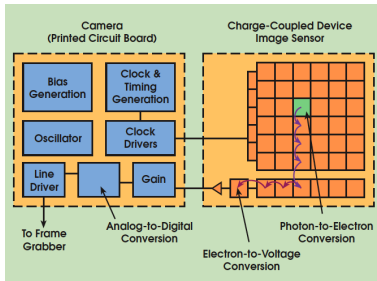 Camera
(Printed Circuit Board)
Charge-Coupled Device
Image Sensor
Bias
Generation
Clock &
Timing
Generation
Oscillator
Clock
Drivers
Line
Driver
Gain
To Frame
Grabber
Analog-to-Digital
Conversion
Electron-to-Voltage
Conversion
Photon-to-Electron
Conversion